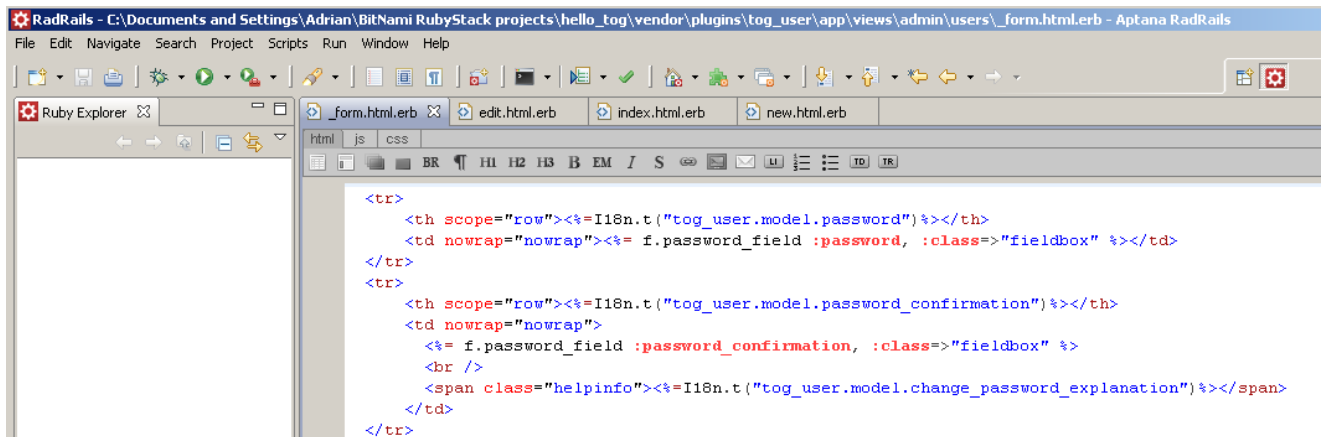 RadRails - C:\Documents and Settings\Adrian\BitNami RubyStack projects\hello_tog\vendor\plugins\tog_user\app\views\admin\users\_form.html.erb - Aptana RadRails
File Edit Navigate Search Project Scripts Run Window Help
Ruby Explorer
_form.html.erb edit.html.erb index.html.erb new.html.erb
html js css
BR ¶ H1 H2 H3 B EM I S LI TD TR
<tr>
<th scope="row"><%=I18n.t("tog_user.model.password")%></th>
<td nowrap="nowrap"><%= f.password_field :password, :class=>"fieldbox" %></td>
</tr>
<tr>
<th scope="row"><%=I18n.t("tog_user.model.password_confirmation")%></th>
<td nowrap="nowrap">
<%= f.password_field :password_confirmation, :class=>"fieldbox" %>
<br />
<span class="helpinfo"><%=I18n.t("tog_user.model.change_password_explanation")%></span>
</td>
</tr>